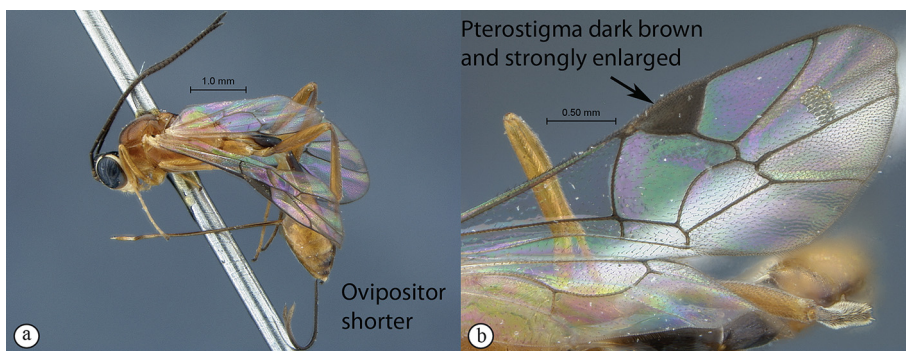 1.0 mm
Ovipositor
shorter
a
Pterostigma dark brown
and strongly enlarged
0.50 mm
b